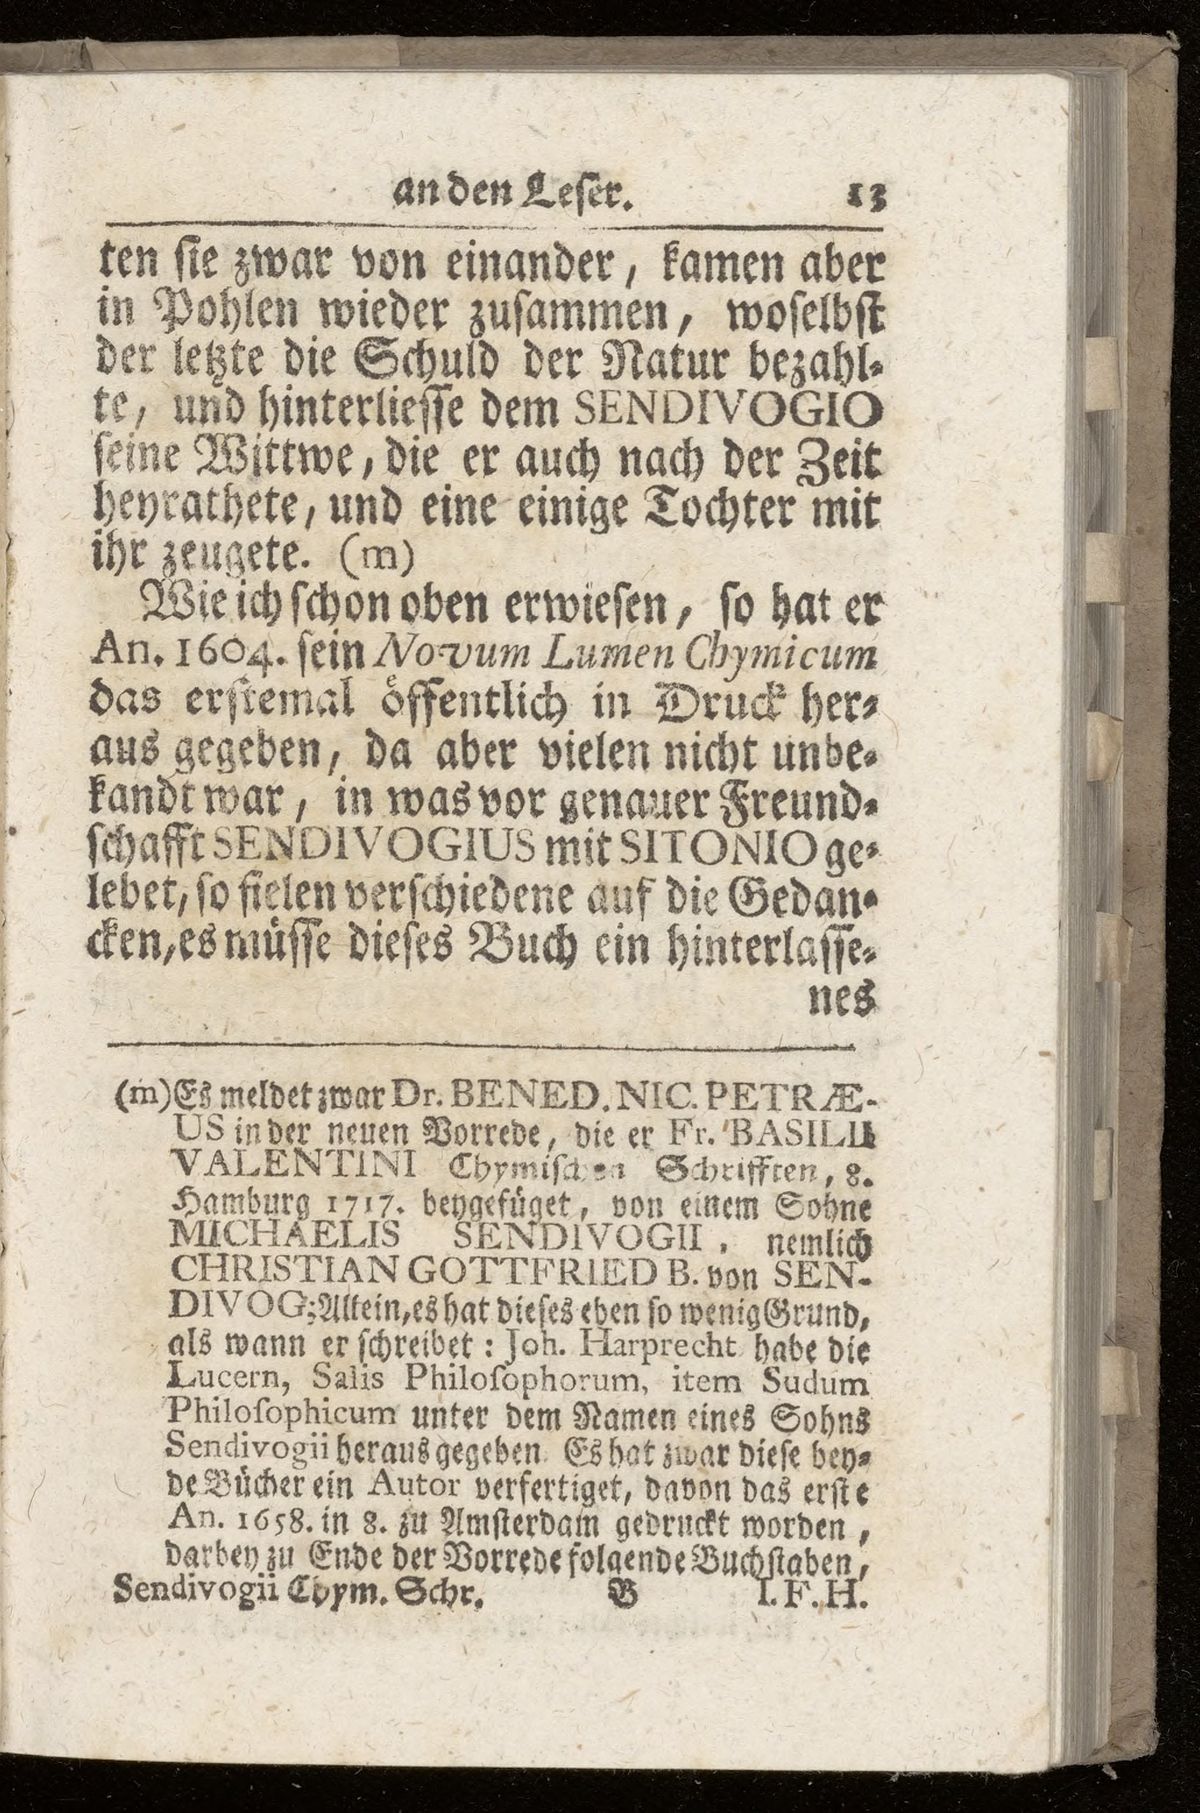 an den Leser. 13
ten sie zwar von einander, kamen aber
in Pohlen wieder zusammen, woselbst
der letzte die Schuld der Natur bezahl-
te, und hinterliesse dem SENDIVOGIO
seine Wittwe, die er auch nach der Zeit
heyrathete, und eine einige Tochter mit
ihr zeugete. (m)
Wie ich schon oben erwiesen, so hat er
An. 1604. sein Novum Lumen Chymicum
das erstemal öffentlich in Druck her-
aus gegeben, da aber vielen nicht unbe-
kandt war, in was vor genauer Freund-
schafft SENDIVOGIUS mit SITONIO ge-
lebet, so fielen verschiedene auf die Gedan-
cken, es müsse dieses Buch ein hinterlasse-
nes
(m) Es meldet zwar Dr. BENED. NIC. PETRÆ-
US in der neuen Vorrede, die er Fr. BASILII
VALENTINI Chymischen Schrifften, 8.
Hamburg 1717. beygefüget, von einem Sohne
MICHAELIS SENDIVOGII, nemlich
CHRISTIAN GOTTFRIED B. von SEN-
DIVOG; Allein, es hat dieses eben so wenig Grund,
als wann er schreibet: Joh. Harprecht habe die
Lucern, Salis Philosophorum, item Sudum
Philosophicum unter dem Namen eines Sohns
Sendivogii heraus gegeben. Es hat zwar diese bey-
de Bücher ein Autor verfertiget, davon das erste
An. 1658. in 8. zu Amsterdam gedruckt worden,
darbey zu Ende der Vorrede folgende Buchstaben,
Sendivogii Chym. Schr. B I. F. H.